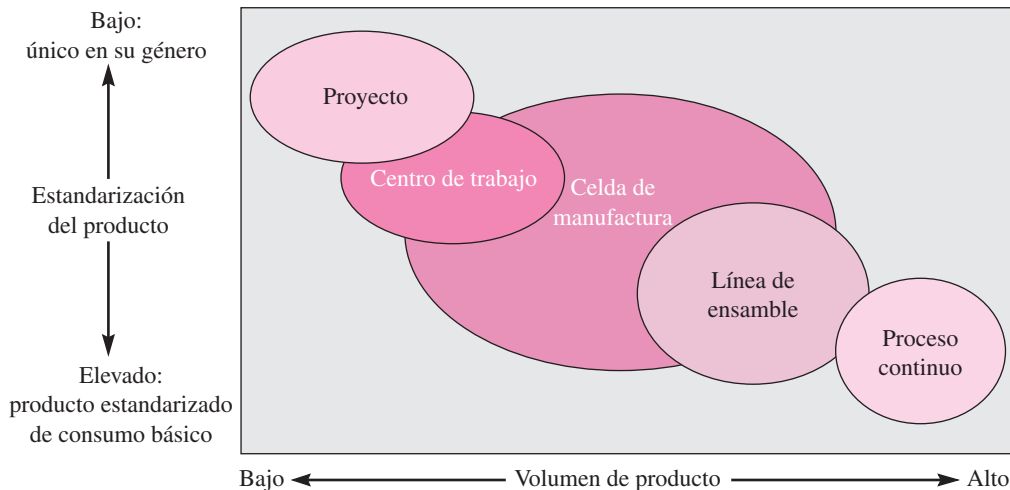 Bajo:
único en su género
Estandarización
del producto
Elevado:
producto estandarizado
de consumo básico
Proyecto
Centro de trabajo
Celda de
manufactura
Línea de
ensamble
Proceso
continuo
Bajo
Volumen de producto
Alto